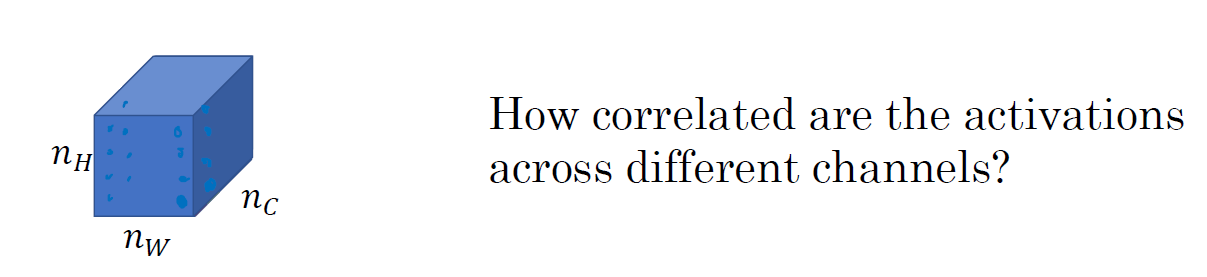 How correlated are the activations
across different channels?
n_H
n_C
n_W